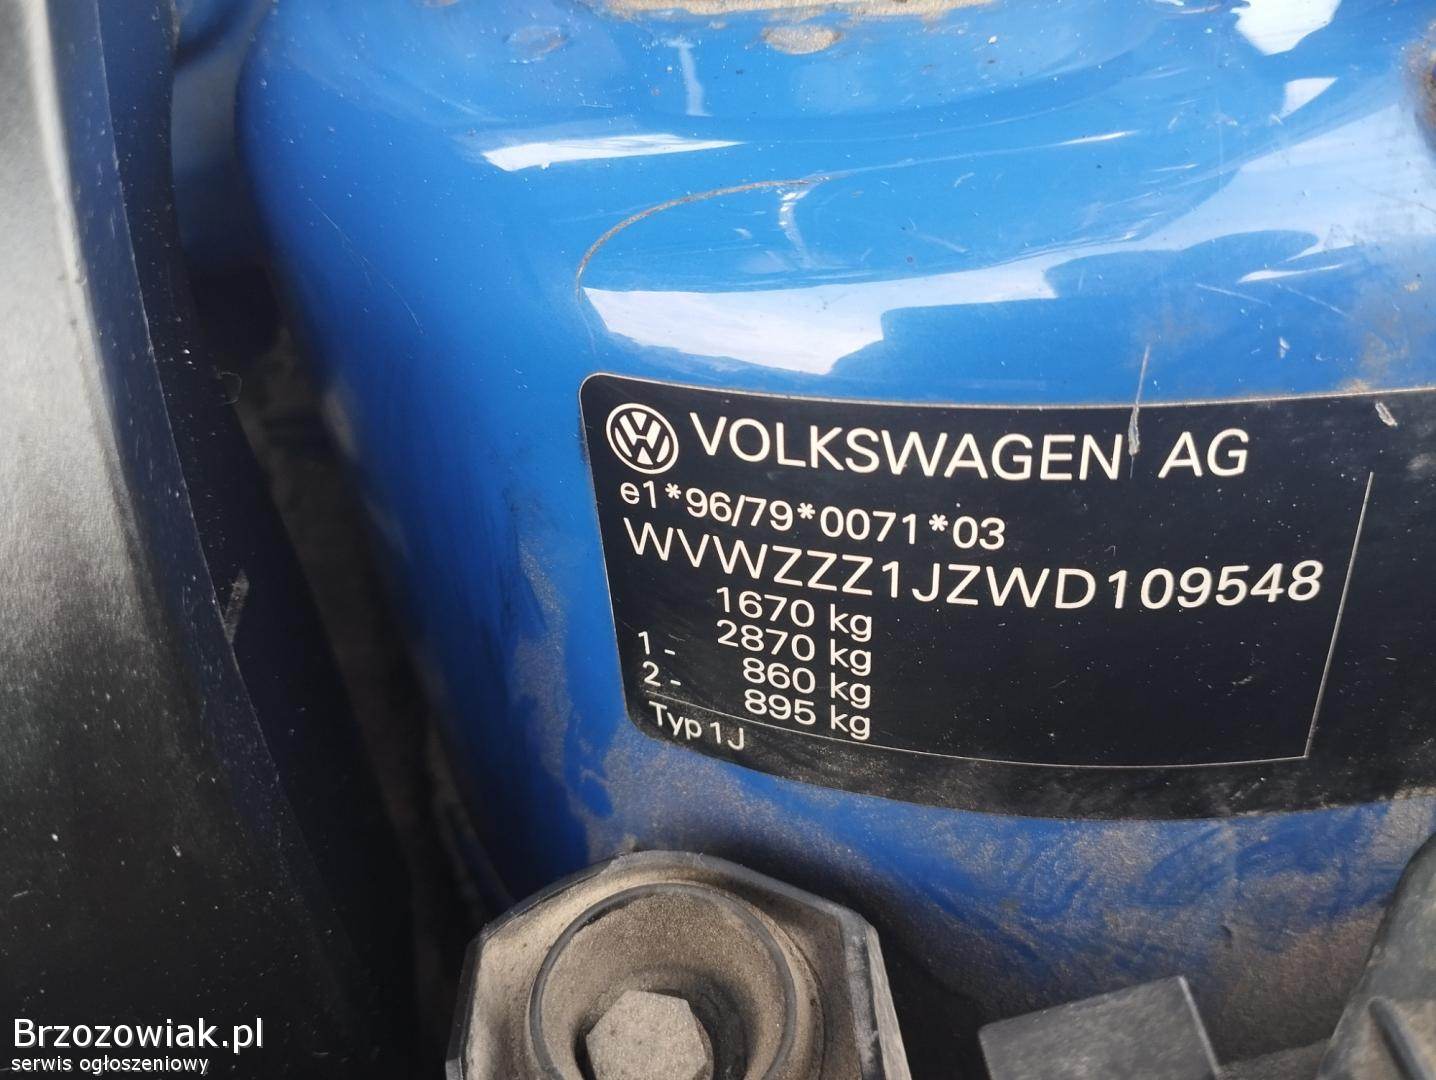 VOLKSWAGEN AG
e1*96/79*0071*03
WVWZZZ1JZWD109548
1670 kg
2870 kg
1 - 860 kg
2 - 895 kg
Typ 1J
Brzozowiak.pl
serwis ogłoszeniowy